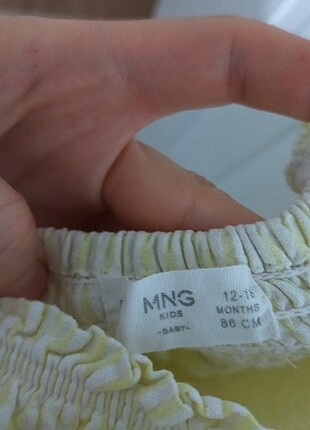 MNG
KIDS
-BABY-
12-18
MONTHS
86 CM